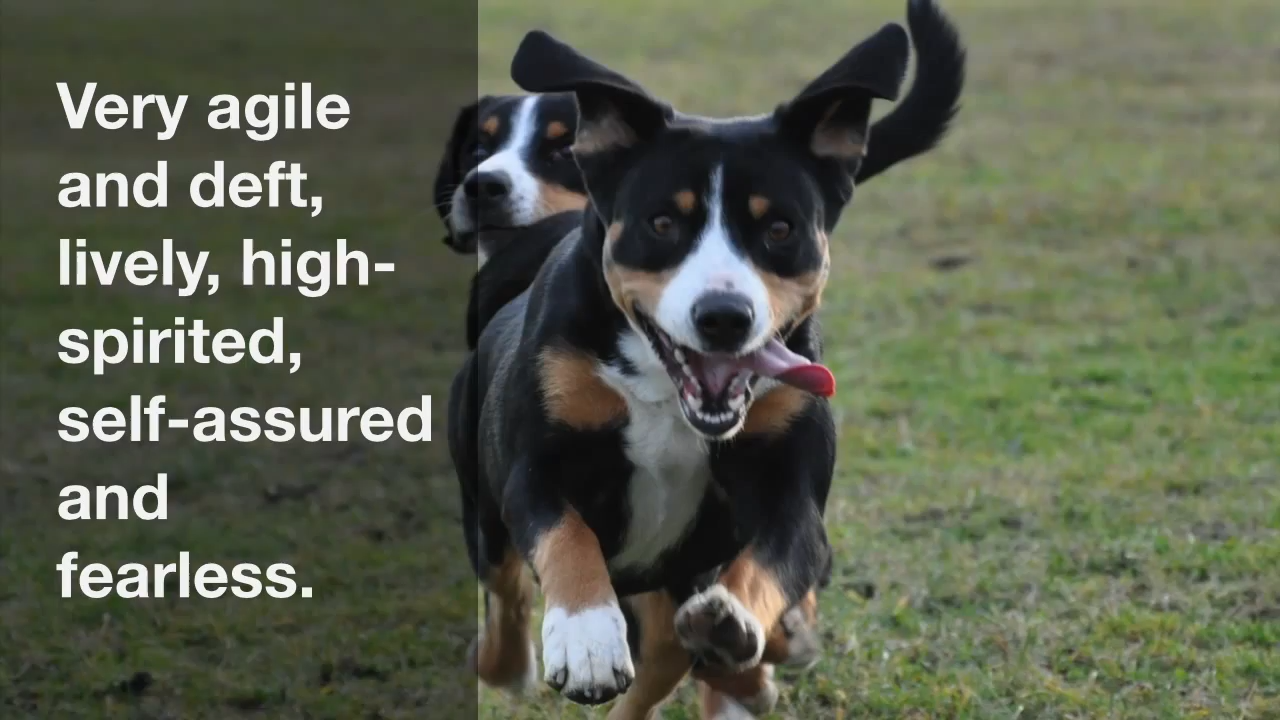 Very agile
and deft,
lively, high-
spirited,
self-assured
and
fearless.